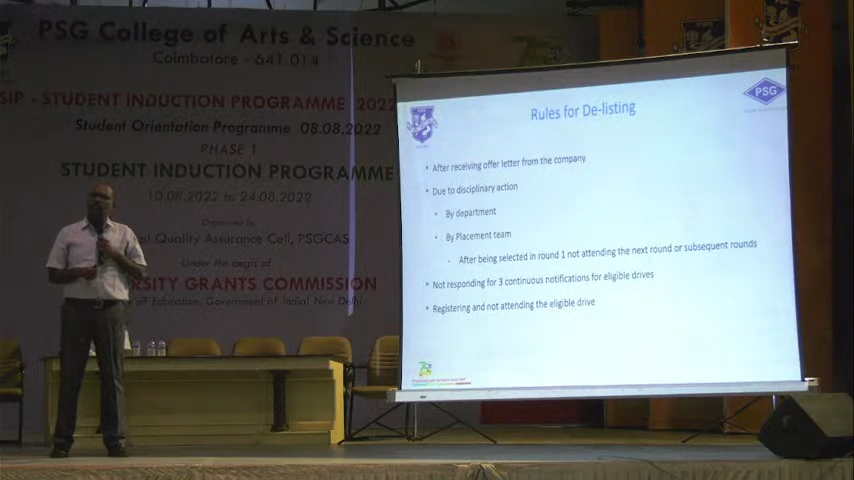 PSG College of Arts & Science
Coimbatore - 641 014
SIP - STUDENT INDUCTION PROGRAMME 2022
Student Orientation Programme 08.08.2022
PHASE 1
STUDENT INDUCTION PROGRAMME
10.08.2022 to 24.08.2022
Organized by
al Quality Assurance Cell, PSGCAS
Under the aegis of
RSITY GRANTS COMMISSION
of Education, Government of India) New Delhi
PSG
Rules for De-listing
• After receiving offer letter from the company
• Due to disciplinary action
• By department
• By Placement team
• After being selected in round 1 not attending the next round or subsequent rounds
• Not responding for 3 continuous notifications for eligible drives
• Registering and not attending the eligible drive